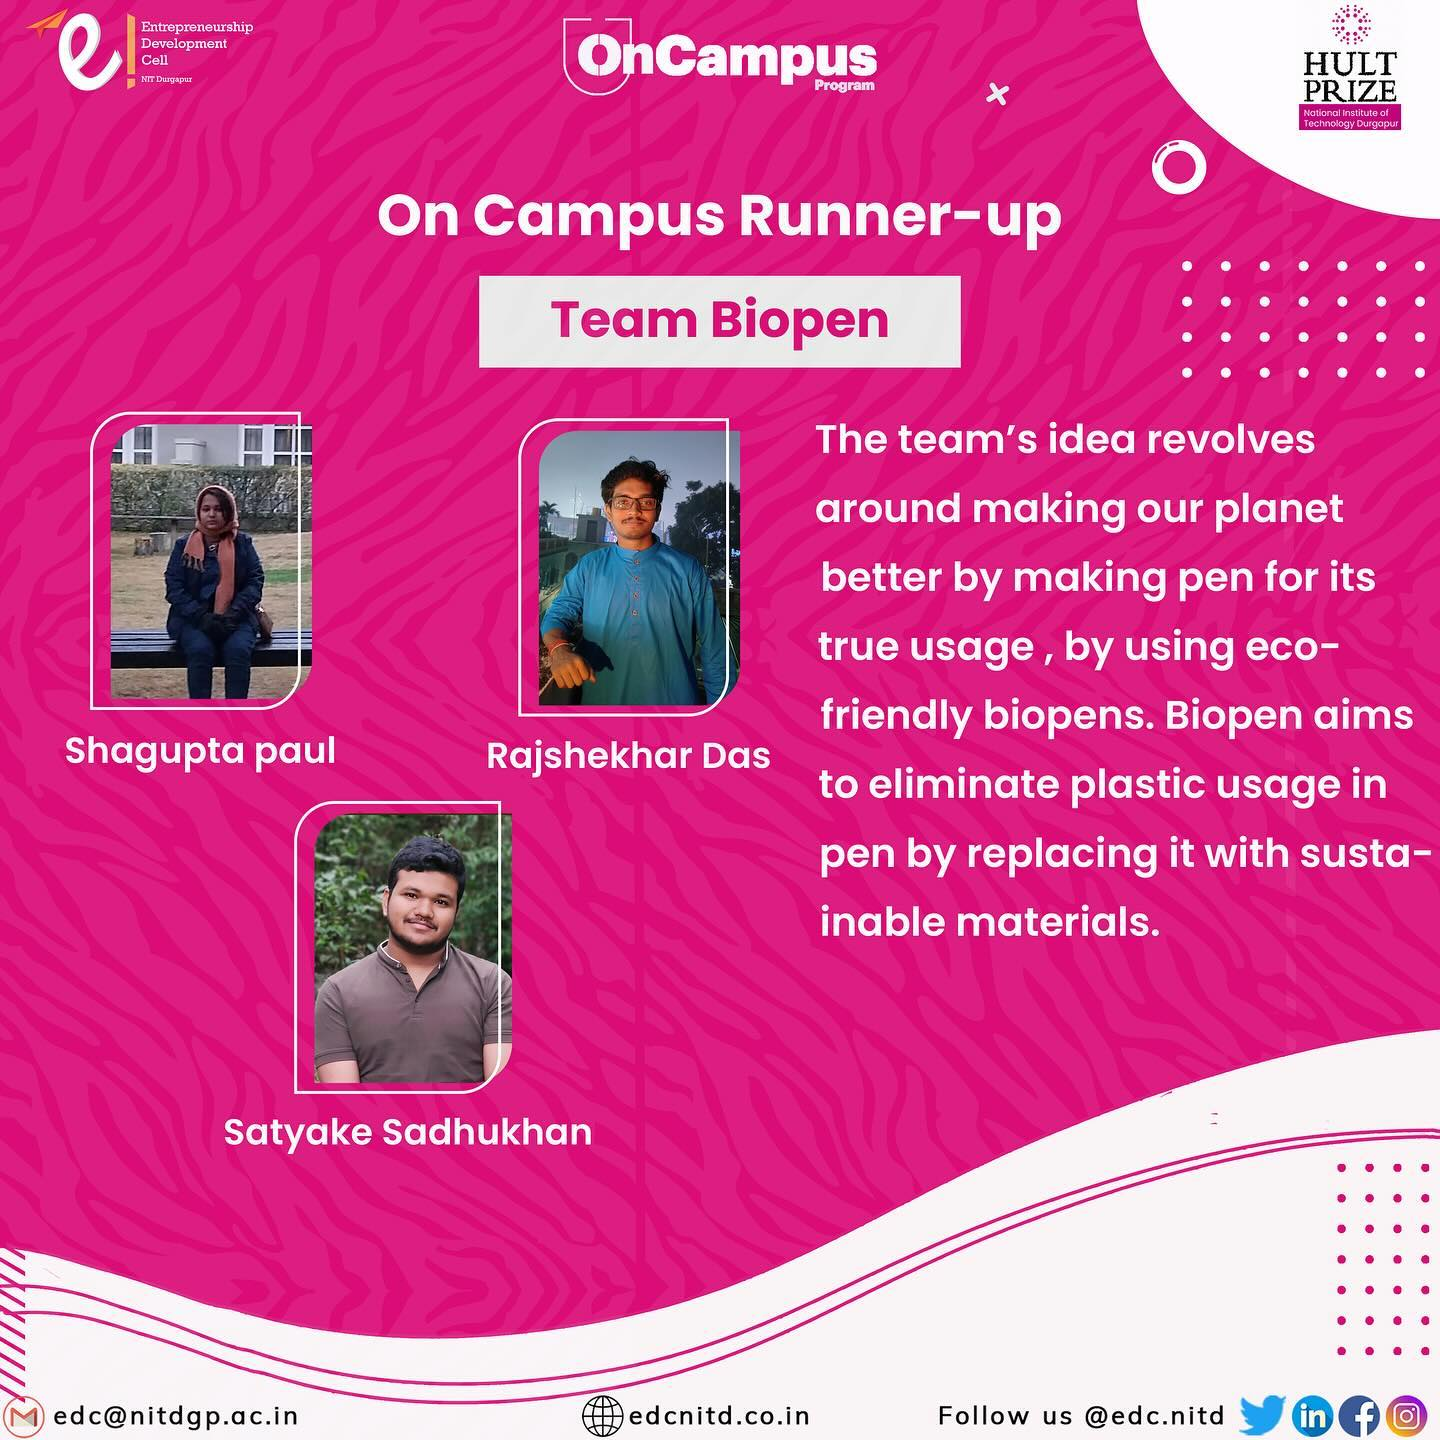 Entrepreneurship
Development
Cell
NIT Durgapur
OnCampus
Program
HULT
PRIZE
National Institute of
Technology Durgapur
On Campus Runner-up
Team Biopen
Shagupta paul
Rajshekhar Das
Satyake Sadhukhan
The team’s idea revolves
around making our planet
better by making pen for its
true usage , by using eco-
friendly biopens. Biopen aims
to eliminate plastic usage in
pen by replacing it with susta-
inable materials.
edc@nitdgp.ac.in
edcnitd.co.in
Follow us @edc.nitd